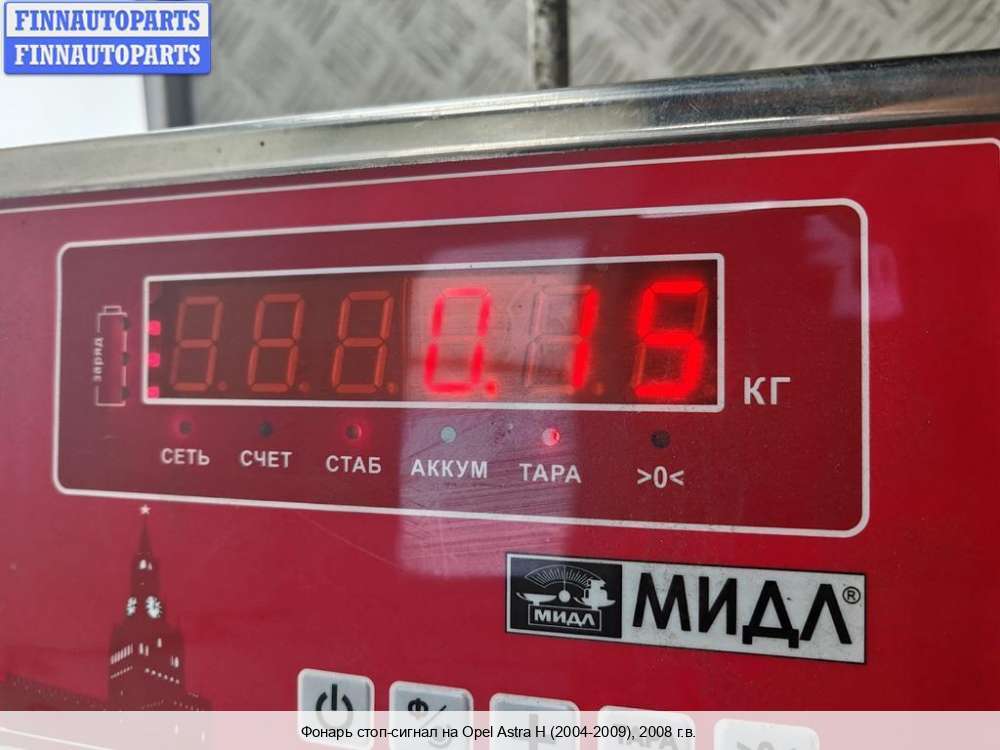 FINNAUTOPARTS
FINNAUTOPARTS
заряд
0.15
КГ
СЕТЬ СЧЕТ СТАБ АККУМ ТАРА >0<
МИДЛ
МИДЛ®
Ф/
ТАРА
Фонарь стоп-сигнал на Opel Astra H (2004-2009), 2008 г.в.